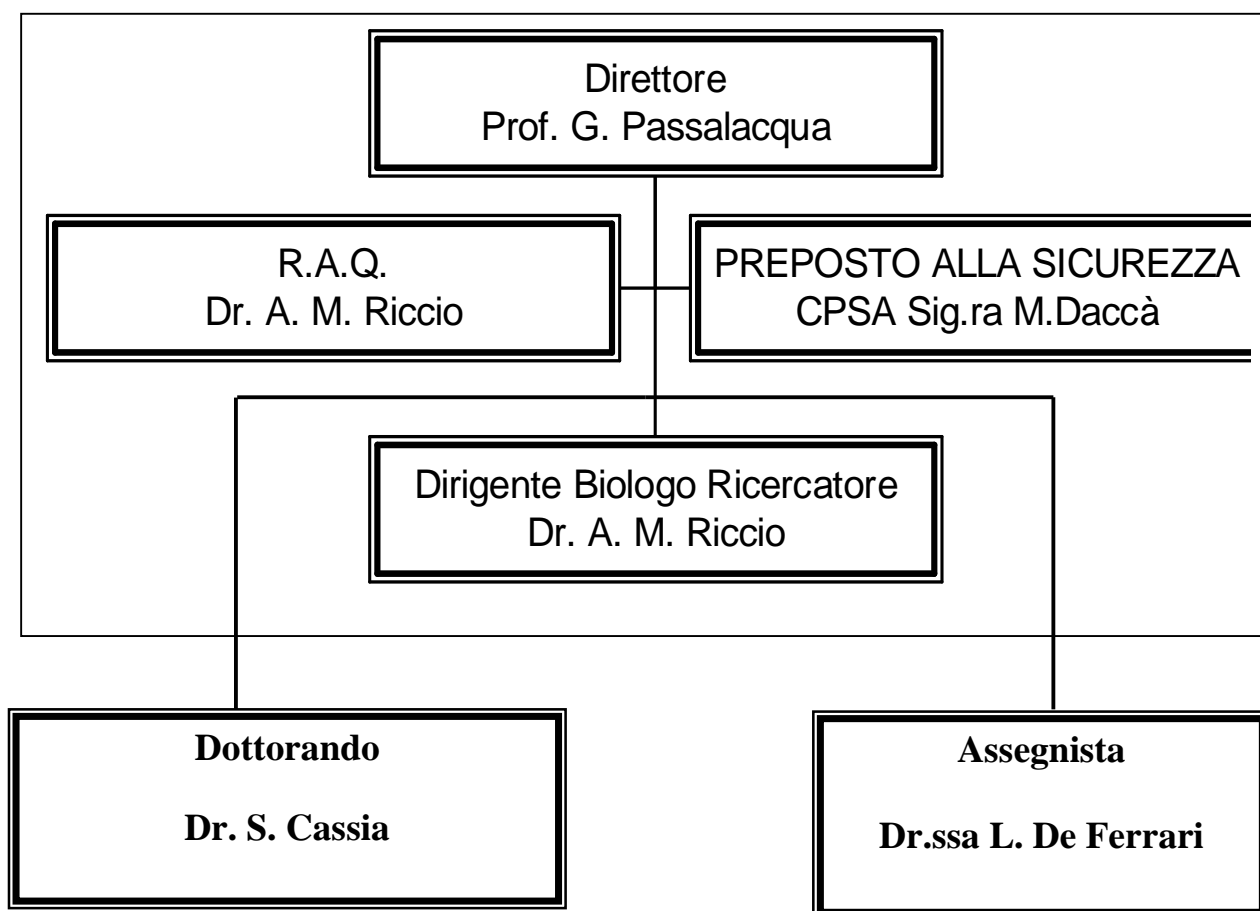 Direttore
Prof. G. Passalacqua
R.A.Q.
Dr. A. M. Riccio
PREPOSTO ALLA SICUREZZA
CPSA Sig.ra M.Daccà
Dirigente Biologo Ricercatore
Dr. A. M. Riccio
Dottorando
Dr. S. Cassia
Assegnista
Dr.ssa L. De Ferrari